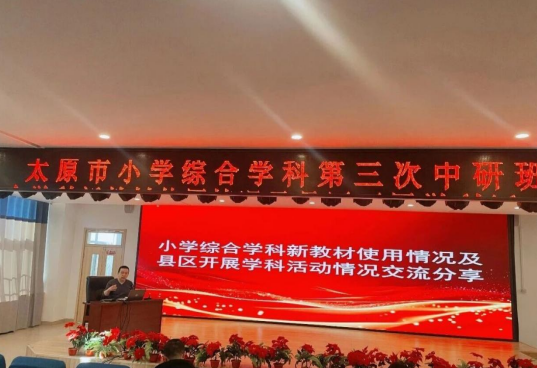 太原市小学综合学科第三次中研班
小学综合学科新教材使用情况及
县区开展学科活动情况交流分享